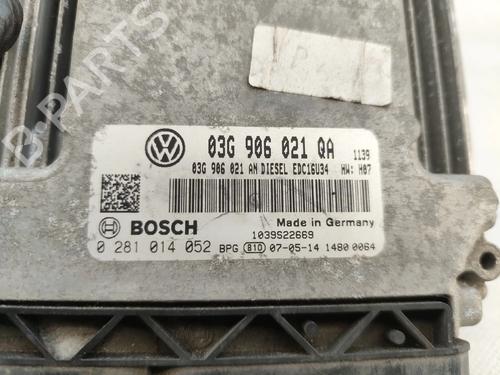 03G 906 021 QA 1139
03G 906 021 AN DIESEL EDC16U34 HW: H07
BOSCH
Made in Germany
1039S22669
0 281 014 052 BPG 810 07-05-14 1480 0064
B-PARTS